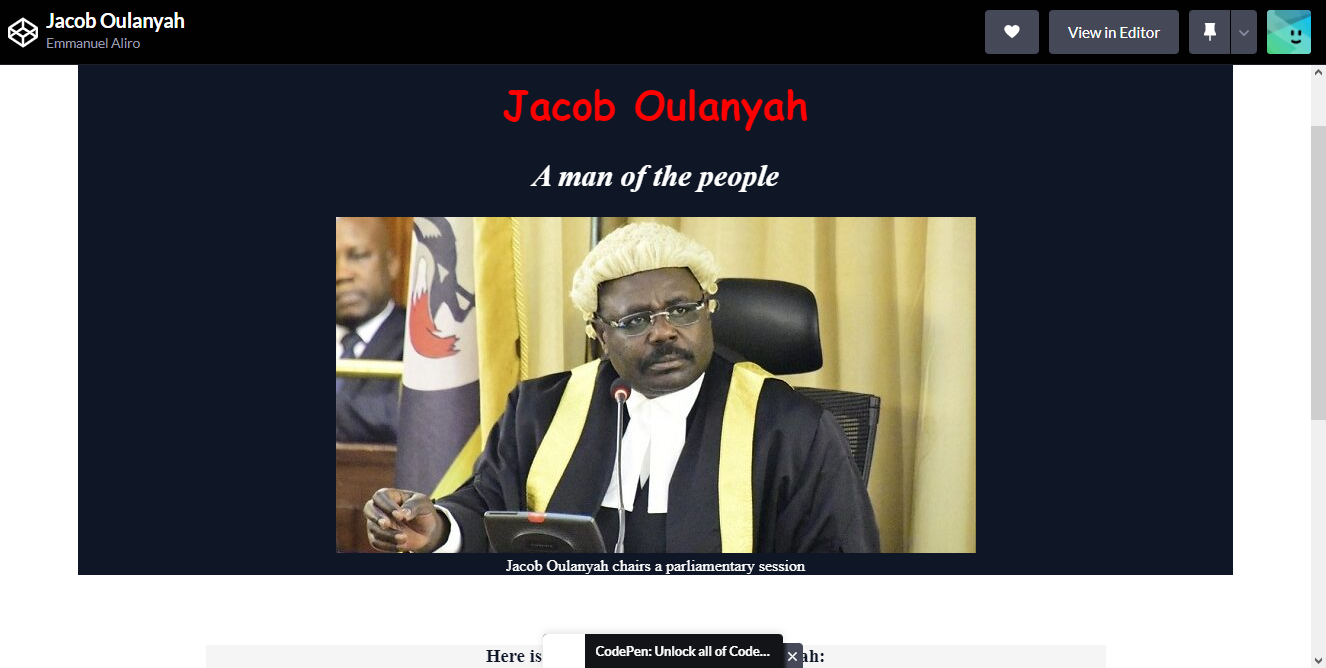 Jacob Oulanyah
Emmanuel Aliro
View in Editor
Jacob Oulanyah
A man of the people
Jacob Oulanyah chairs a parliamentary session
Here is
ah:
CodePen: Unlock all of Code...